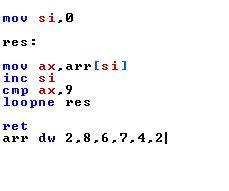 mov si,0
res:
mov ax,arr[si]
inc si
cmp ax,9
loopne res
ret
arr dw 2,8,6,7,4,2